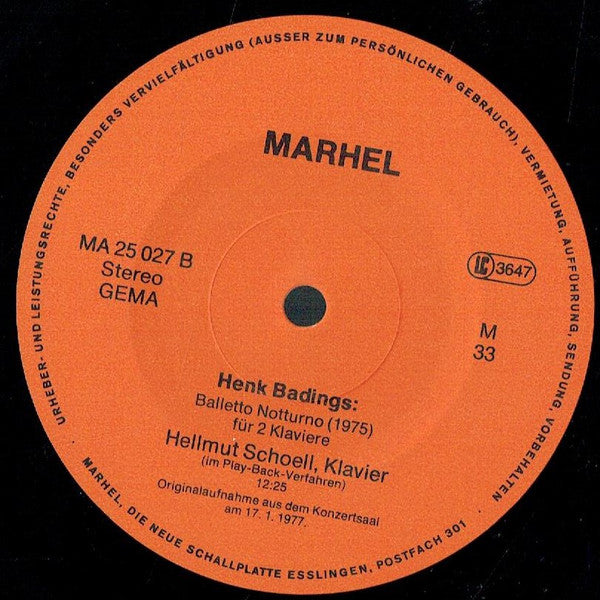 URHEBER- UND LEISTUNGSRECHTE, BESONDERS VERVIELFÄLTIGUNG (AUSSER ZUM PERSÖNLICHEN GEBRAUCH), VERMIETUNG, AUFFÜHRUNG, SENDUNG, VORBEHALTEN
MARHEL
MA 25 027 B
Stereo
GEMA
LC 3647
M
33
Henk Badings:
Balletto Notturno (1975)
für 2 Klaviere
Hellmut Schoell, Klavier
(im Play-Back-Verfahren)
12:25
Originalaufnahme aus dem Konzertsaal
am 17. 1. 1977.
MARHEL, DIE NEUE SCHALLPLATTE ESSLINGEN, POSTFACH 301